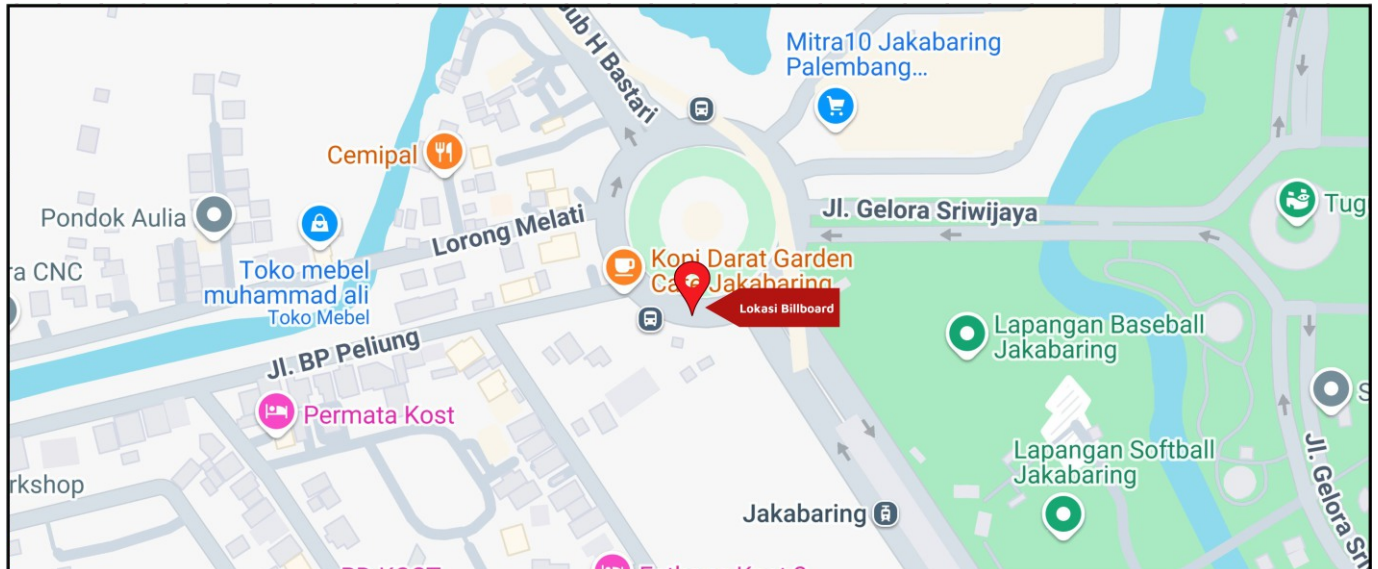 ub H Bastari
Mitra10 Jakabaring
Palembang...
Cemipal
Pondok Aulia
Lorong Melati
Jl. Gelora Sriwijaya
Tug
ra CNC
Toko mebel
muhammad ali
Toko Mebel
Kopi Darat Garden
Cafe Jakabaring
Lokasi Billboard
Jl. BP Peliung
Lapangan Baseball
Jakabaring
S
Permata Kost
Lapangan Softball
Jakabaring
Jl. Gelora Sri
rkshop
Jakabaring